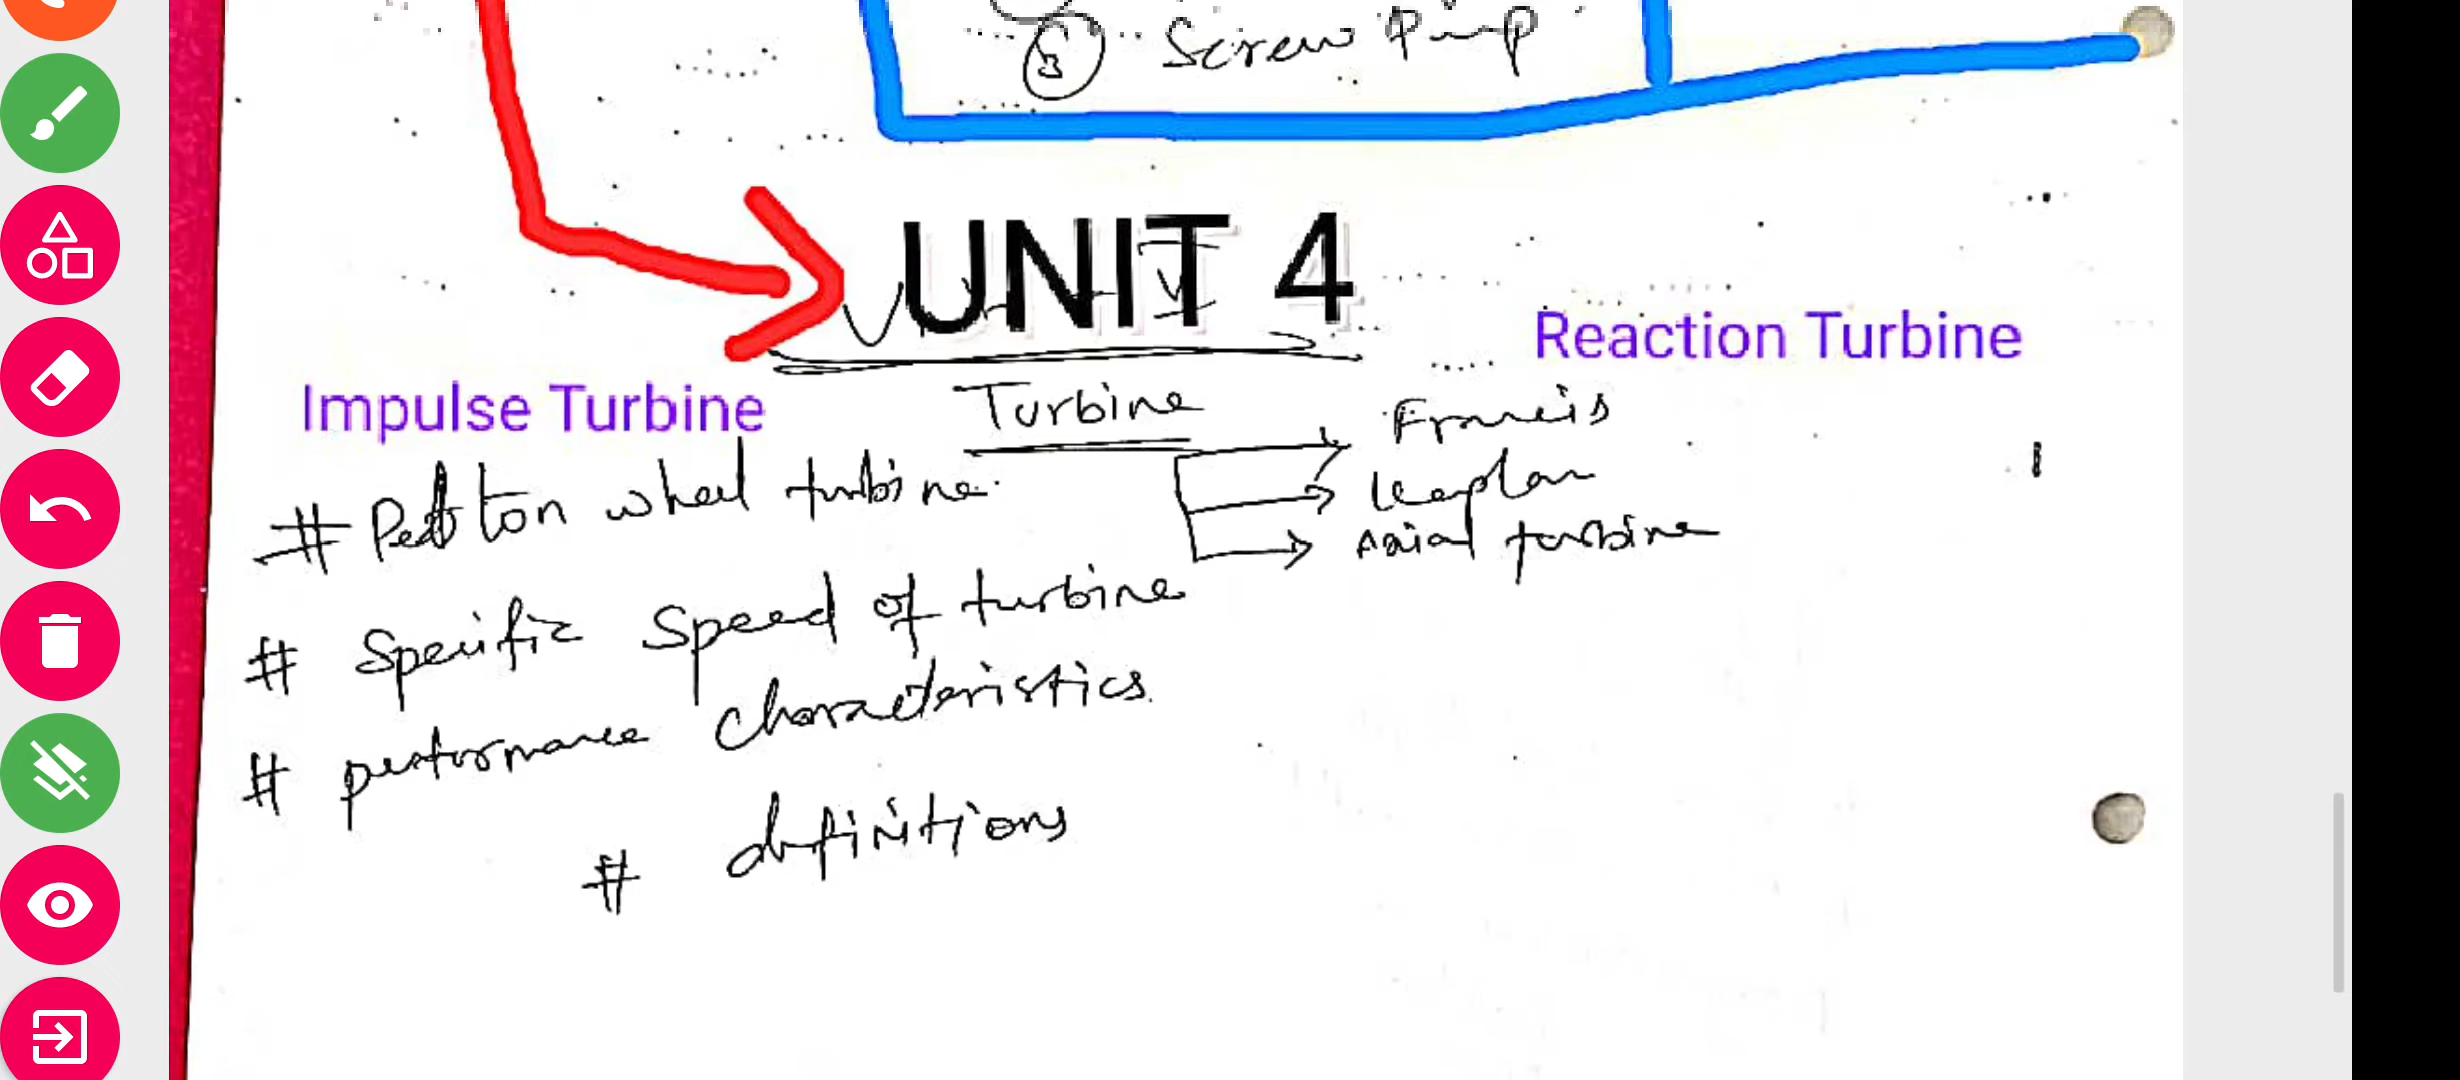 3 Screw Pump
UNIT 4
Reaction Turbine
Impulse Turbine
Turbine
Francis
# Pelton wheel turbine
Kaplan
Axial turbine
# Specific Speed of turbine
# performance characteristics.
# definitions